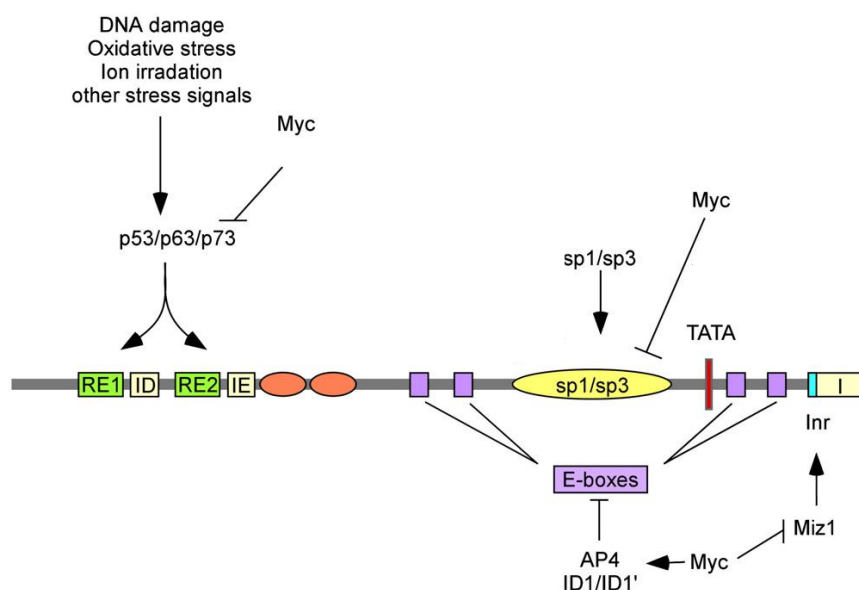 DNA damage
Oxidative stress
Ion irradation
other stress signals
Myc
p53/p63/p73
Myc
sp1/sp3
TATA
RE1 ID RE2 IE sp1/sp3 I
Inr
E-boxes
Miz1
AP4 Myc
ID1/ID1'